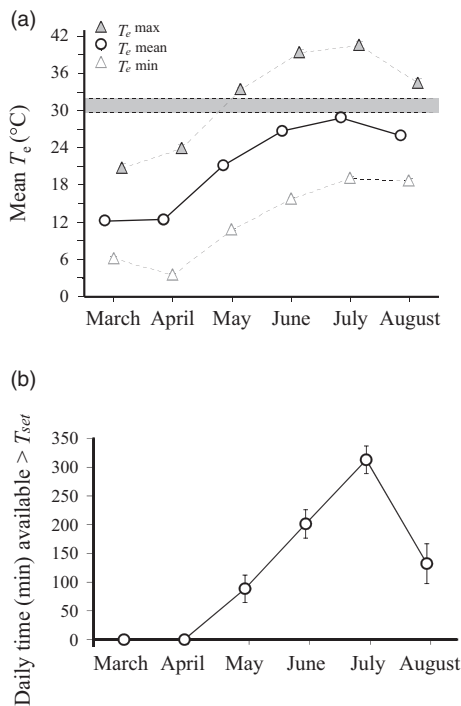 (a)
42
36
30
24
18
12
6
0
Mean Te (°C)
Te max
Te mean
Te min
March April May June July August
(b)
350
300
250
200
150
100
50
0
Daily time (min) available > Tset
March April May June July August